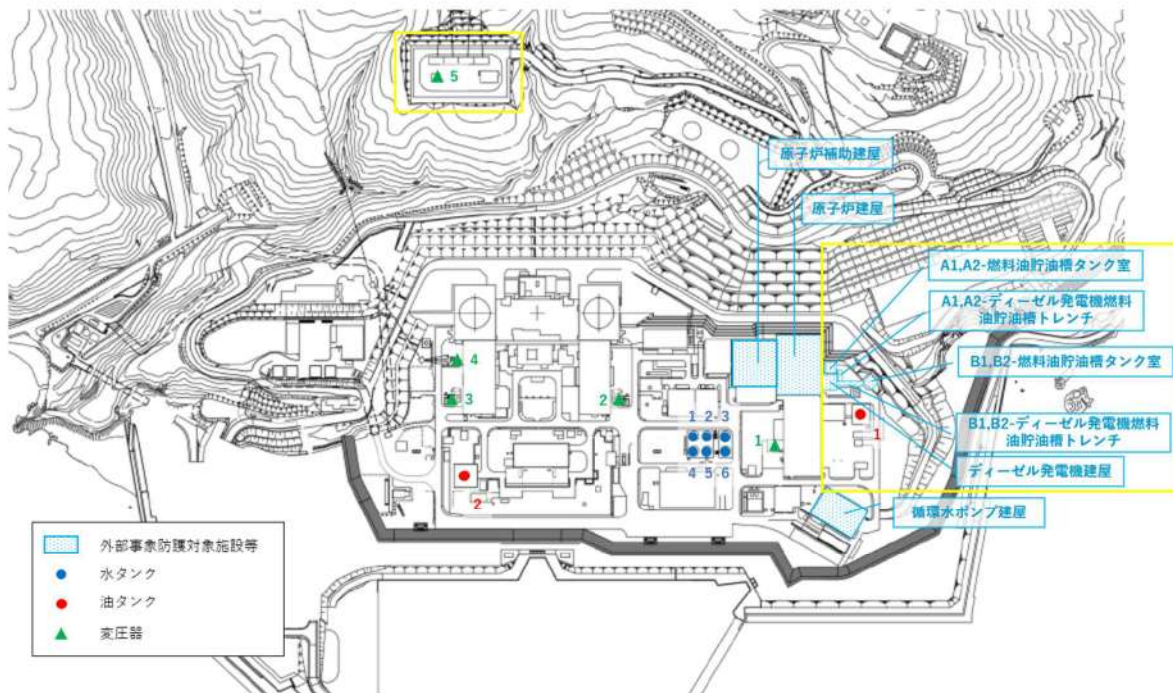 5
原子炉補助建屋
原子炉建屋
A1,A2-燃料油貯油槽タンク室
A1,A2-ディーゼル発電機燃料
油貯油槽トレンチ
B1,B2-燃料油貯油槽タンク室
B1,B2-ディーゼル発電機燃料
油貯油槽トレンチ
ディーゼル発電機建屋
循環水ポンプ建屋
4
3
2
1 2 3
1
1
4 5 6
2
外部事象防護対象施設等
水タンク
油タンク
変圧器